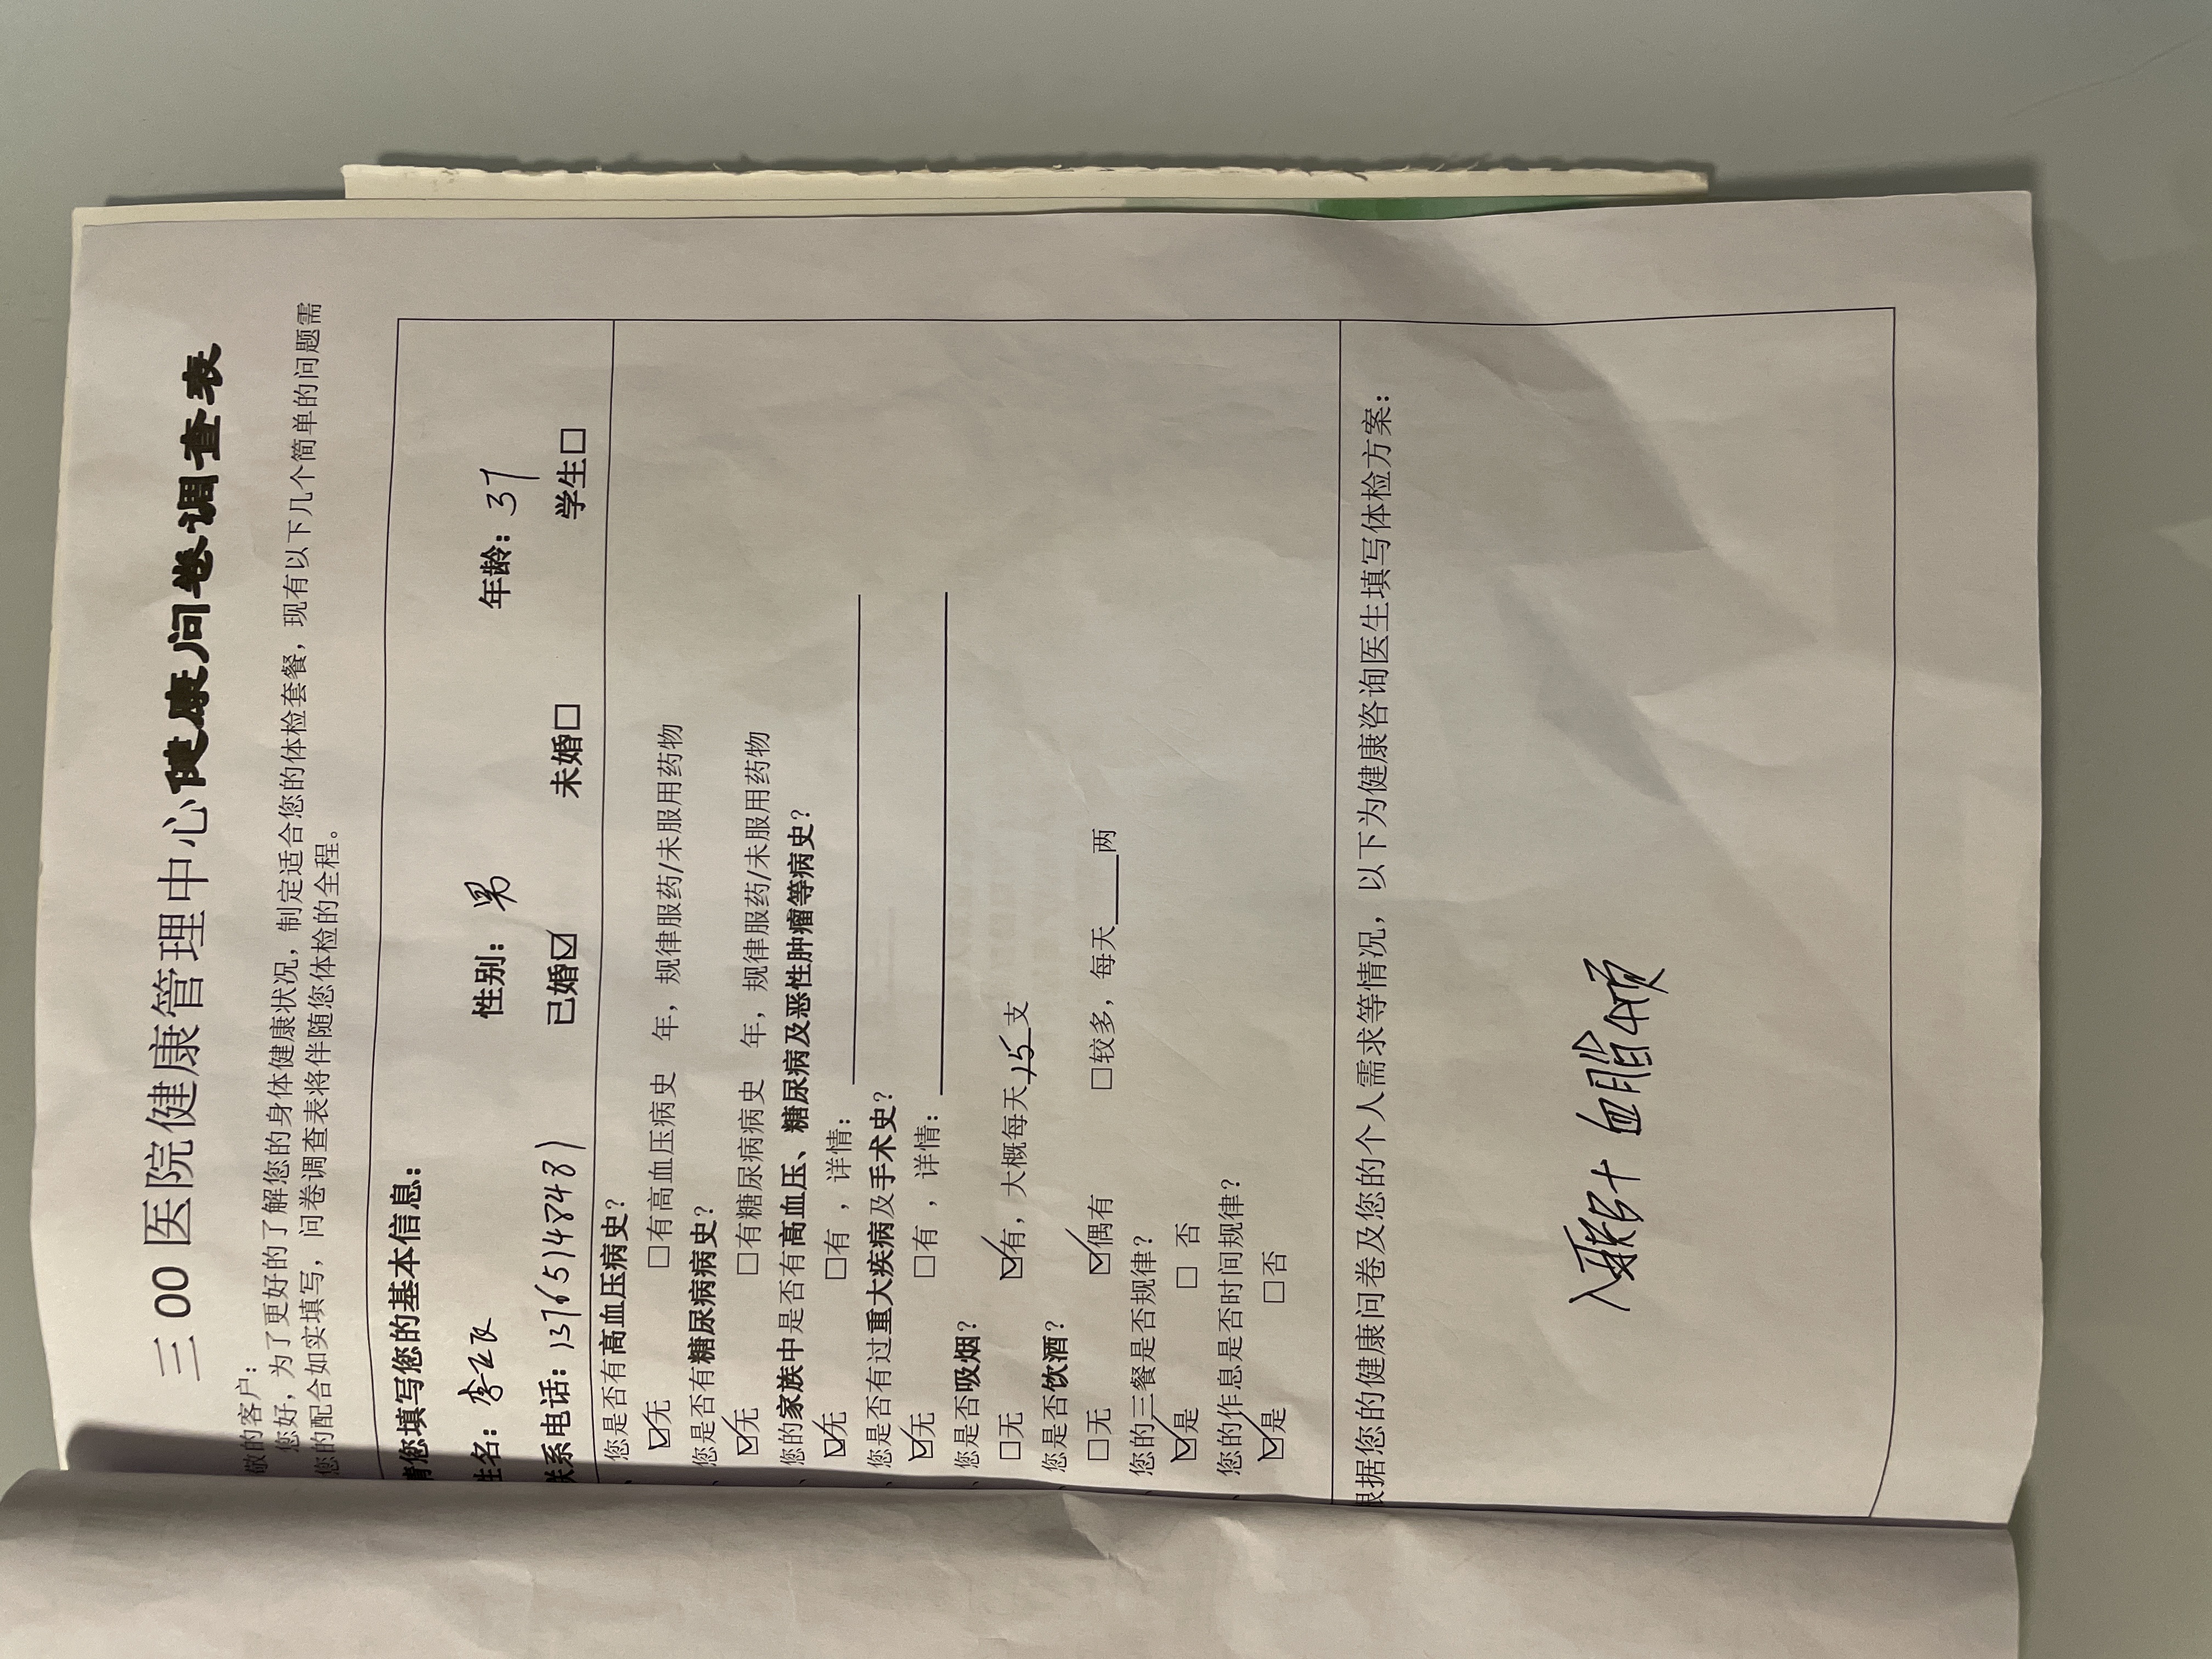 三00医院健康管理中心健康问卷调查表
敬的客户：
您好，为了更好的了解您的身体健康状况，制定适合您的体检套餐，现有以下几个简单的问题需
您的配合如实填写，问卷调查表将伴随您体检的全程。
请您填写您的基本信息：
姓名：李 性别：男 年龄：37
联系电话：13765147481 已婚☑ 未婚□ 学生□
、您是否有高血压病史？
☑无 □有高血压病史 年，规律服药/未服用药物
、您是否有糖尿病病史？
☑无 □有糖尿病病史 年，规律服药/未服用药物
、您的家族中是否有高血压、糖尿病及恶性肿瘤等病史？
☑无 □有，详情：
、您是否有过重大疾病及手术史？
☑无 □有，详情：
、您是否吸烟？
□无 ☑有，大概每天15支
、您是否饮酒？
□无 ☑偶有 □较多，每天___两
、您的三餐是否规律？
☑是 □否
、您的作息是否时间规律？
☑是 □否
根据您的健康问卷及您的个人需求等情况，以下为健康咨询医生填写体检方案：
入职B+血脂4项